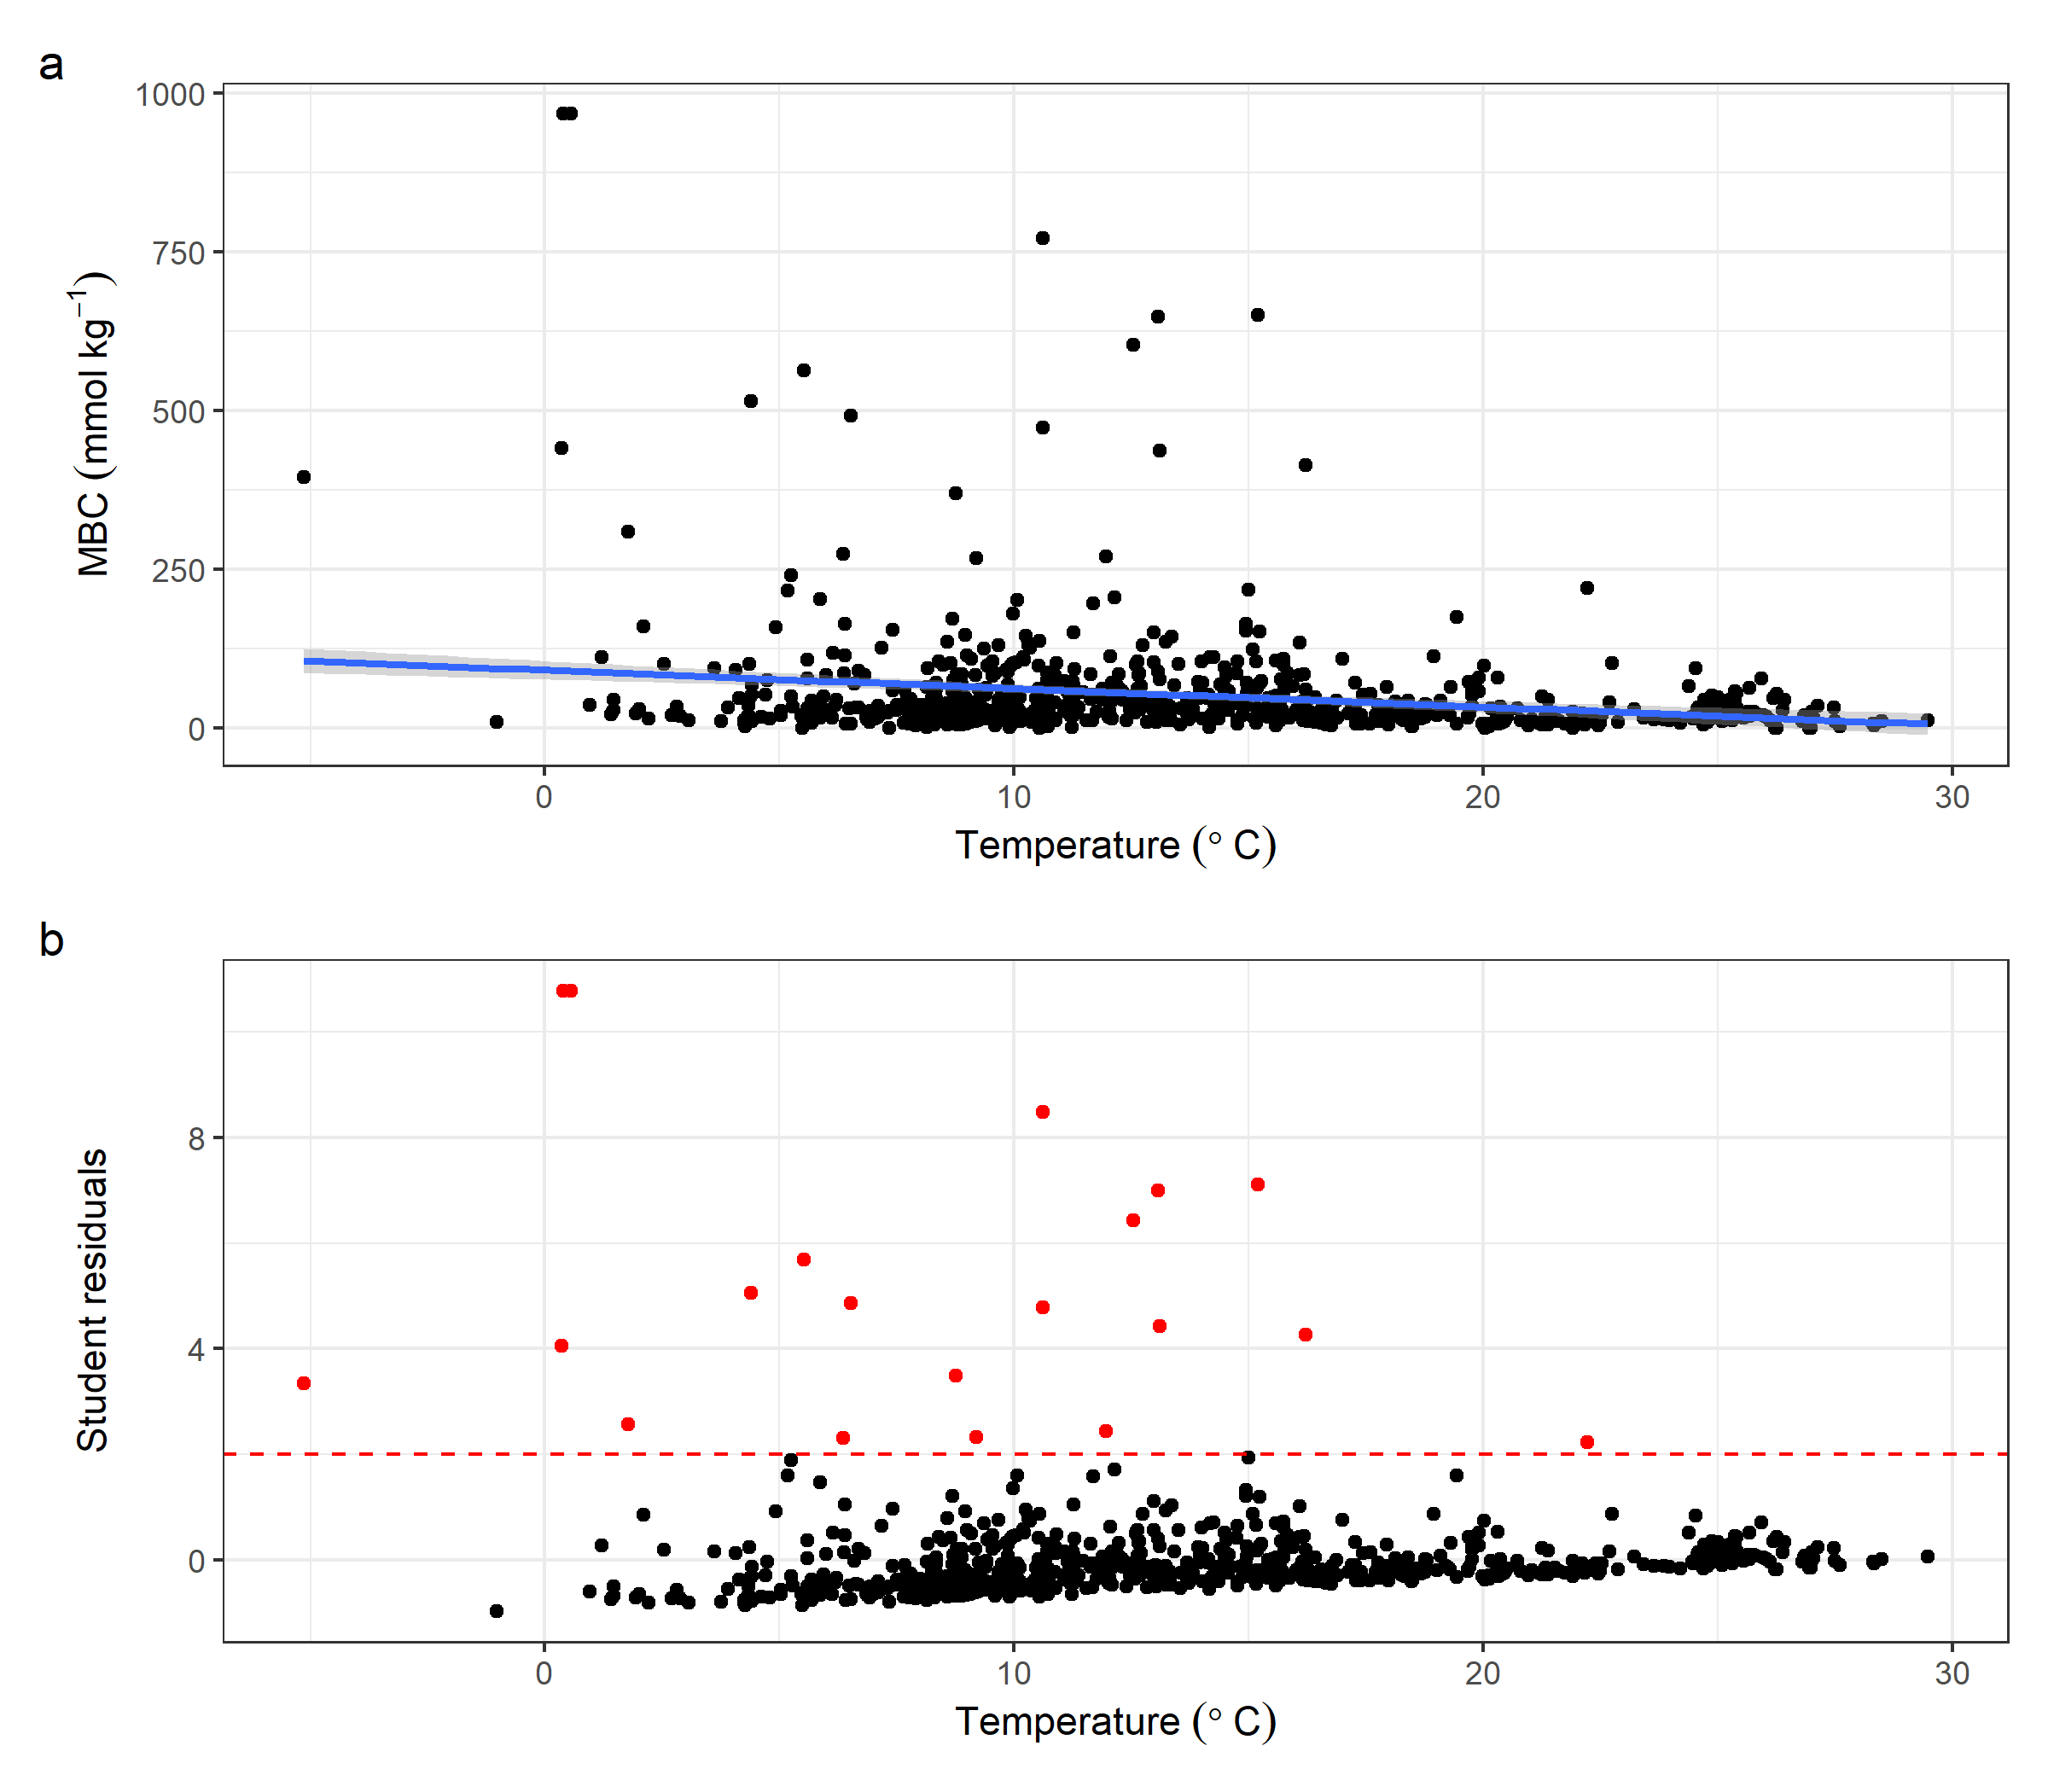 a
1000
750
500
250
0
MBC (mmol kg⁻¹)
0 10 20 30
Temperature (° C)
b
8
4
0
Student residuals
0 10 20 30
Temperature (° C)